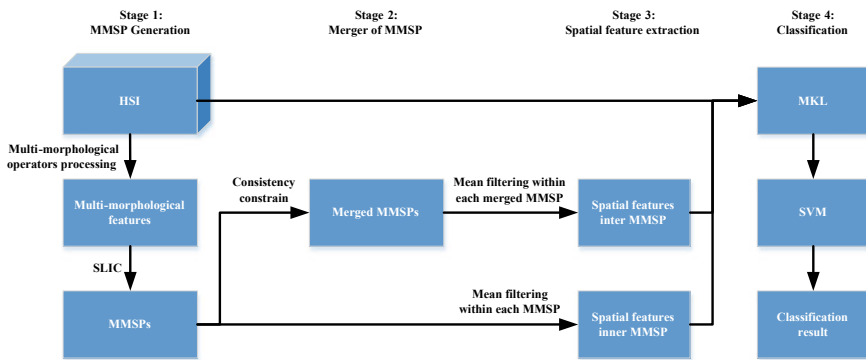 Stage 1:
MMSP Generation
Stage 2:
Merger of MMSP
Stage 3:
Spatial feature extraction
Stage 4:
Classification
HSI
MKL
Multi-morphological
operators processing
Consistency
constrain
Mean filtering within
each merged MMSP
Multi-morphological
features
Merged MMSPs
Spatial features
inter MMSP
SVM
SLIC
Mean filtering
within each MMSP
MMSPs
Spatial features
inner MMSP
Classification
result